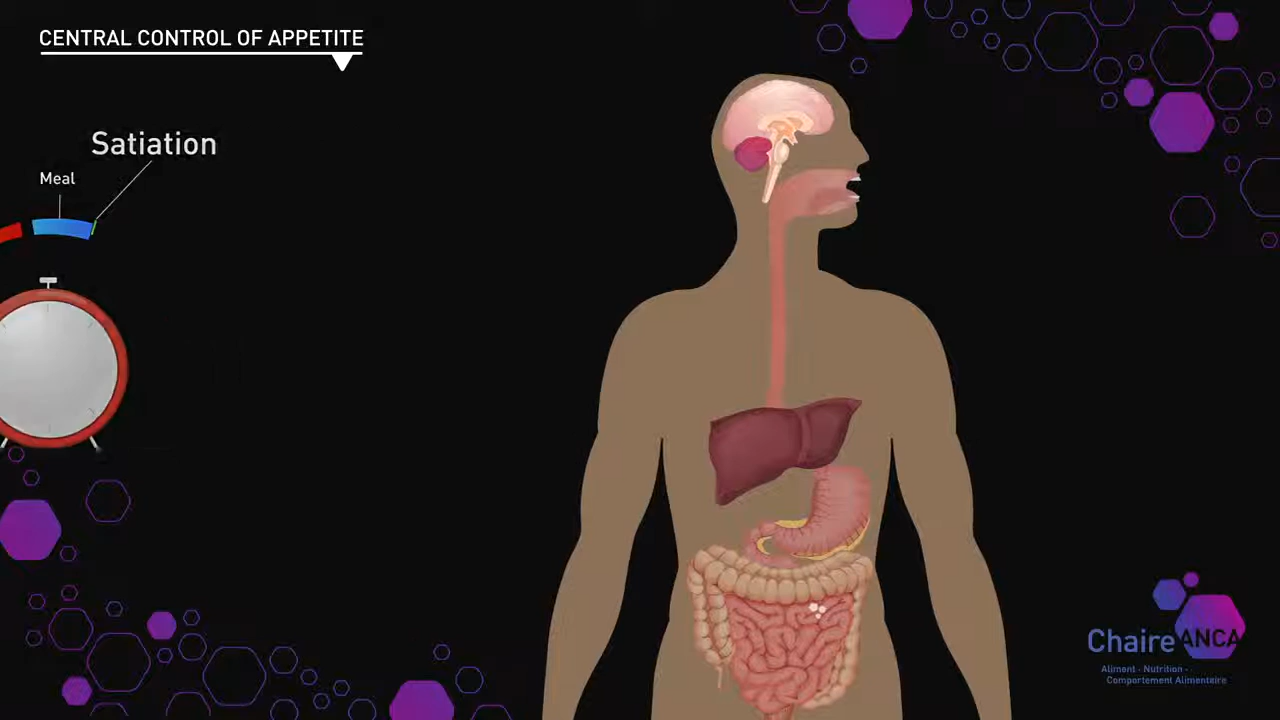 CENTRAL CONTROL OF APPETITE
Satiation
Meal
Chaire ANCA
Aliment - Nutrition -
Comportement Alimentaire